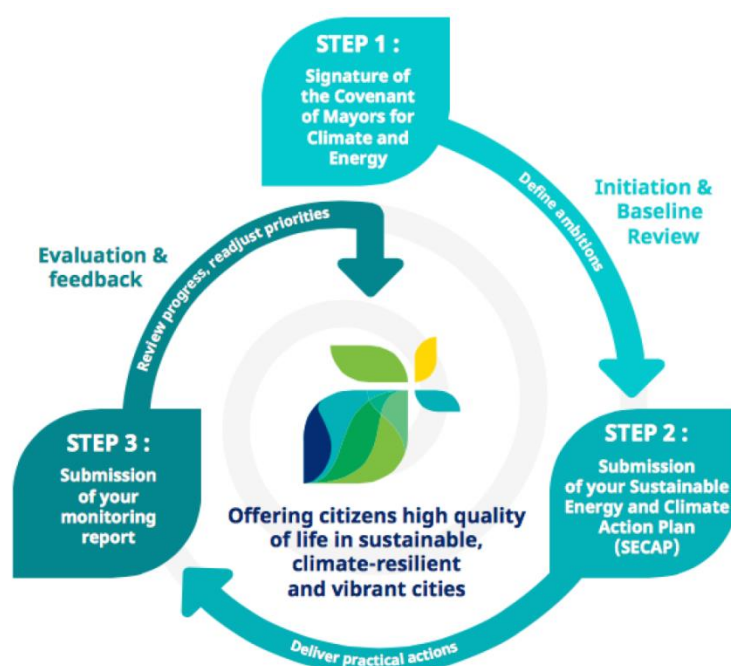 STEP 1 :
Signature of
the Covenant
of Mayors for
Climate and
Energy
Define ambitions
Initiation &
Baseline
Review
Evaluation &
feedback
Review progress, readjust priorities
STEP 2 :
Submission
of your Sustainable
Energy and Climate
Action Plan
(SECAP)
STEP 3 :
Submission
of your
monitoring
report
Offering citizens high quality
of life in sustainable,
climate-resilient
and vibrant cities
Deliver practical actions